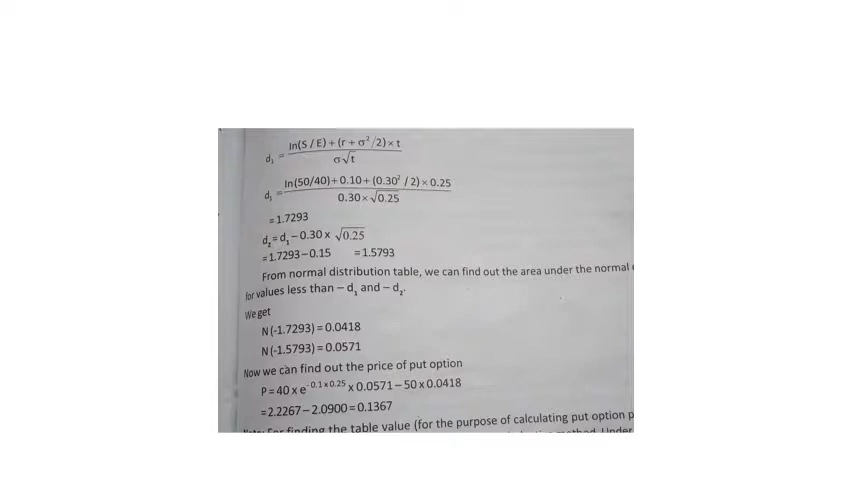 d₁ = ln(S / E) + (r + σ² /2) × t / σ√t
d₁ = ln(50/40) + 0.10 + (0.30² / 2) × 0.25 / 0.30 × √0.25
= 1.7293
d₂ = d₁ – 0.30 x √0.25
= 1.7293 – 0.15 = 1.5793
From normal distribution table, we can find out the area under the normal
for values less than – d₁ and – d₂.
We get
N (-1.7293) = 0.0418
N (-1.5793) = 0.0571
Now we can find out the price of put option
P = 40 x e⁻⁰·¹ ˣ ⁰·²⁵ x 0.0571 – 50 x 0.0418
= 2.2267 – 2.0900 = 0.1367
finding the table value (for the purpose of calculating put option p
method. Under